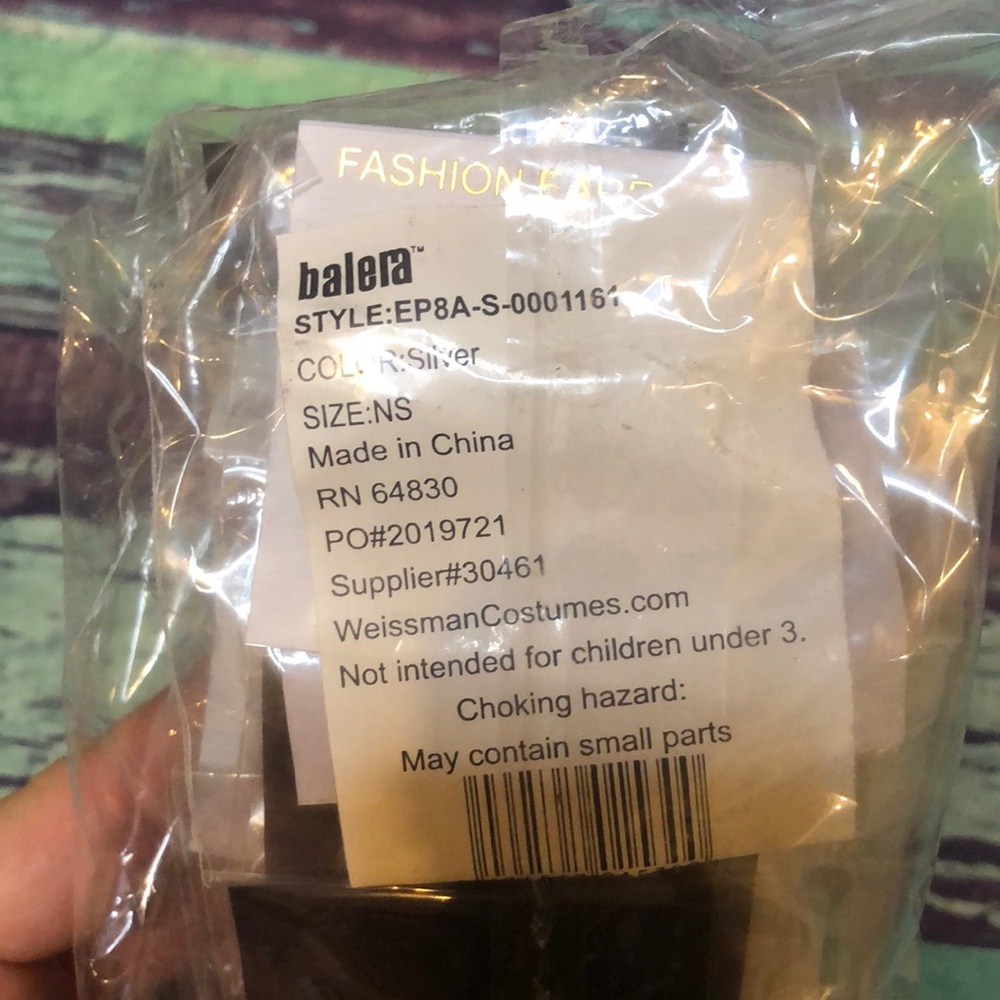 FASHION
balera™
STYLE:EP8A-S-0001161
COLOR:Silver
SIZE:NS
Made in China
RN 64830
PO#2019721
Supplier#30461
WeissmanCostumes.com
Not intended for children under 3.
Choking hazard:
May contain small parts